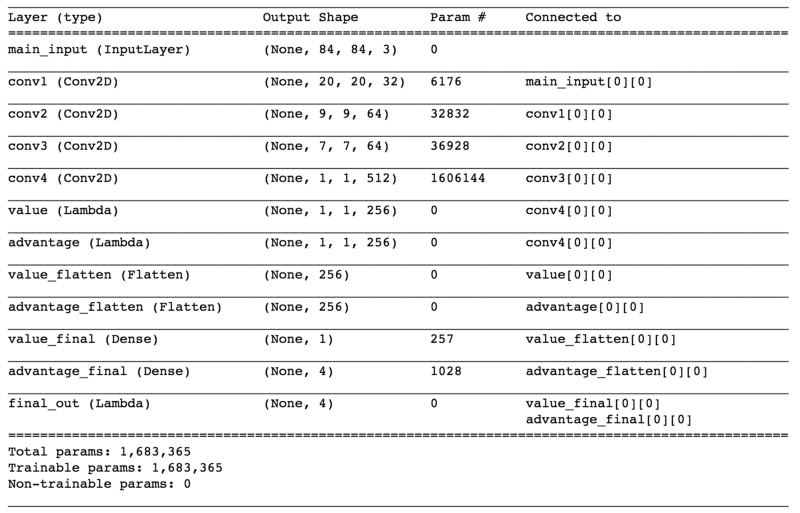 Layer (type) Output Shape Param # Connected to
main_input (InputLayer) (None, 84, 84, 3) 0
conv1 (Conv2D) (None, 20, 20, 32) 6176 main_input[0][0]
conv2 (Conv2D) (None, 9, 9, 64) 32832 conv1[0][0]
conv3 (Conv2D) (None, 7, 7, 64) 36928 conv2[0][0]
conv4 (Conv2D) (None, 1, 1, 512) 1606144 conv3[0][0]
value (Lambda) (None, 1, 1, 256) 0 conv4[0][0]
advantage (Lambda) (None, 1, 1, 256) 0 conv4[0][0]
value_flatten (Flatten) (None, 256) 0 value[0][0]
advantage_flatten (Flatten) (None, 256) 0 advantage[0][0]
value_final (Dense) (None, 1) 257 value_flatten[0][0]
advantage_final (Dense) (None, 4) 1028 advantage_flatten[0][0]
final_out (Lambda) (None, 4) 0 value_final[0][0]
advantage_final[0][0]
Total params: 1,683,365
Trainable params: 1,683,365
Non-trainable params: 0